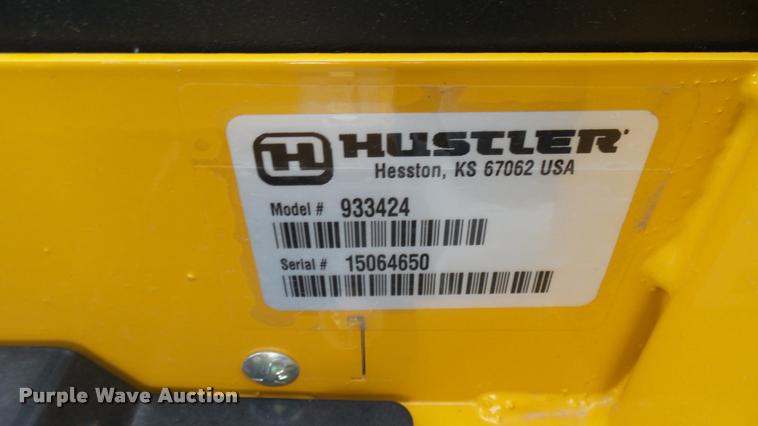 H HUSTLER
Hesston, KS 67062 USA
Model # 933424
Serial # 15064650
Purple Wave Auction